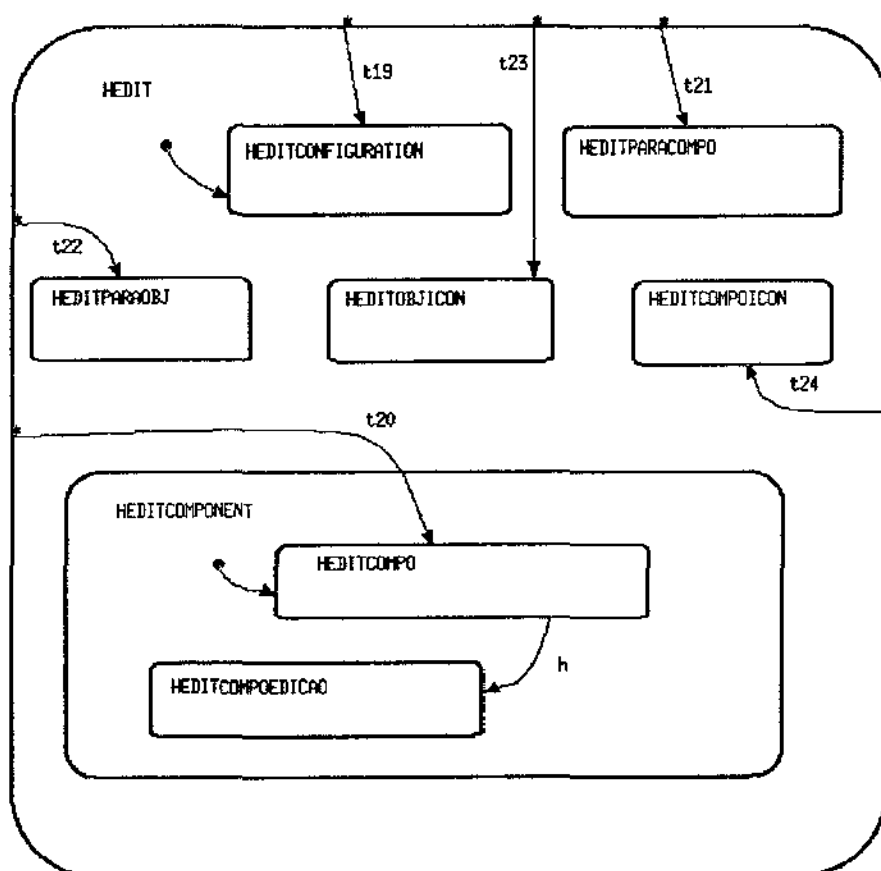 t19
t23
t21
HEDIT
HEDITCONFIGURATION
HEDITPARACOMPO
t22
HEDITPARAOBJ
HEDITOBJICON
HEDITCOMPOICON
t24
t20
HEDITCOMPONENT
HEDITCOMPO
h
HEDITCOMPOEDICAO